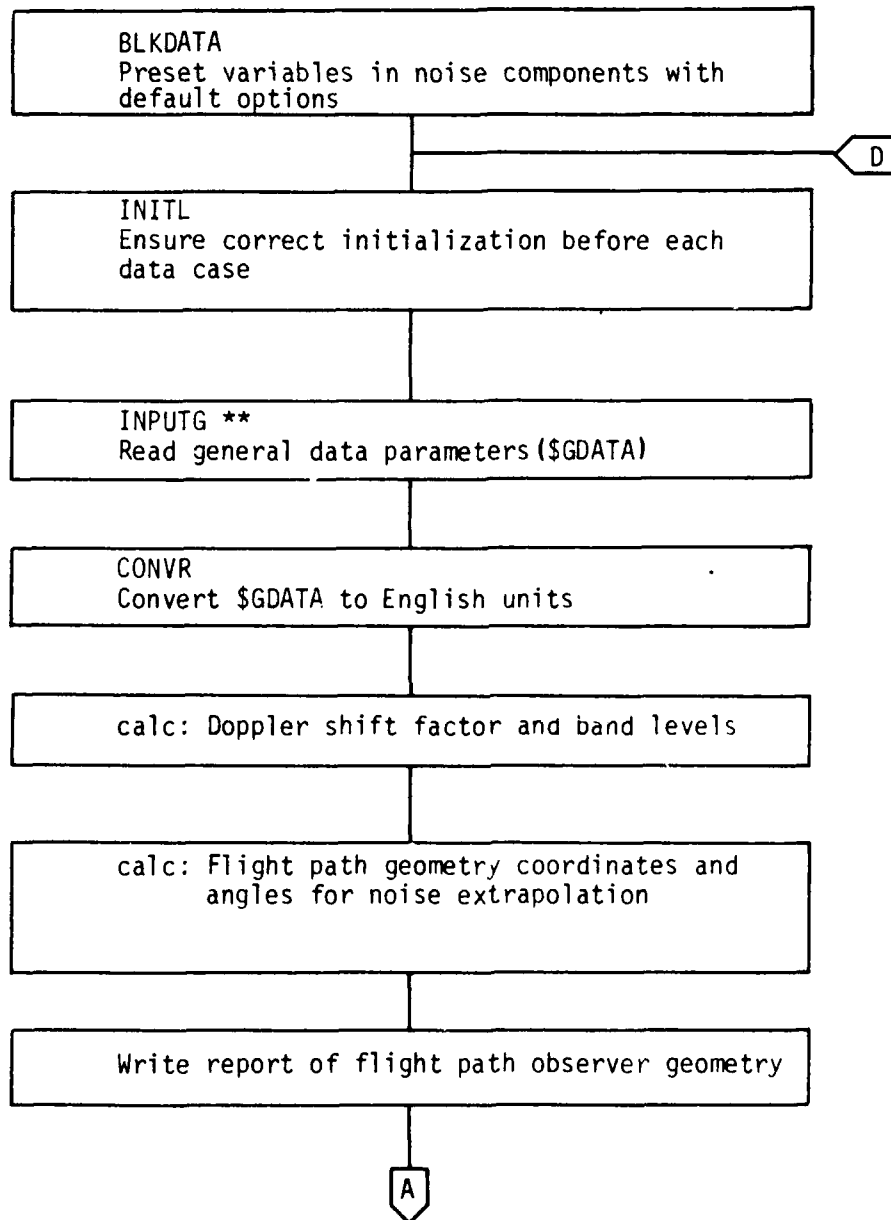 BLKDATA
Preset variables in noise components with
default options
D
INITL
Ensure correct initialization before each
data case
INPUTG **
Read general data parameters ($GDATA)
CONVR
Convert $GDATA to English units
calc: Doppler shift factor and band levels
calc: Flight path geometry coordinates and
angles for noise extrapolation
Write report of flight path observer geometry
A